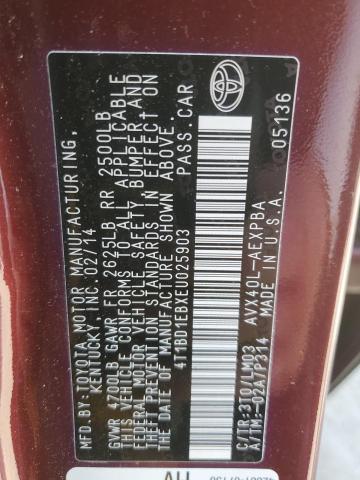 MFD.BY:TOYOTA MOTOR MANUFACTURING,
KENTUCKY, INC. 02/14
GVWR 4700LB GAWR FR 2625LB RR 2500LB
THIS VEHICLE CONFORMS TO ALL APPLICABLE
FEDERAL MOTOR VEHICLE SAFETY, BUMPER, AND
THEFT PREVENTION STANDARDS IN EFFECT ON
THE DATE OF MANUFACTURE SHOWN ABOVE.
4T1BD1EBXEU025903 PASS. CAR
05136
C/TR:3T0/LM03 AVX40L-AEXPBA
A/TM:-02A7P314 MADE IN U.S.A.